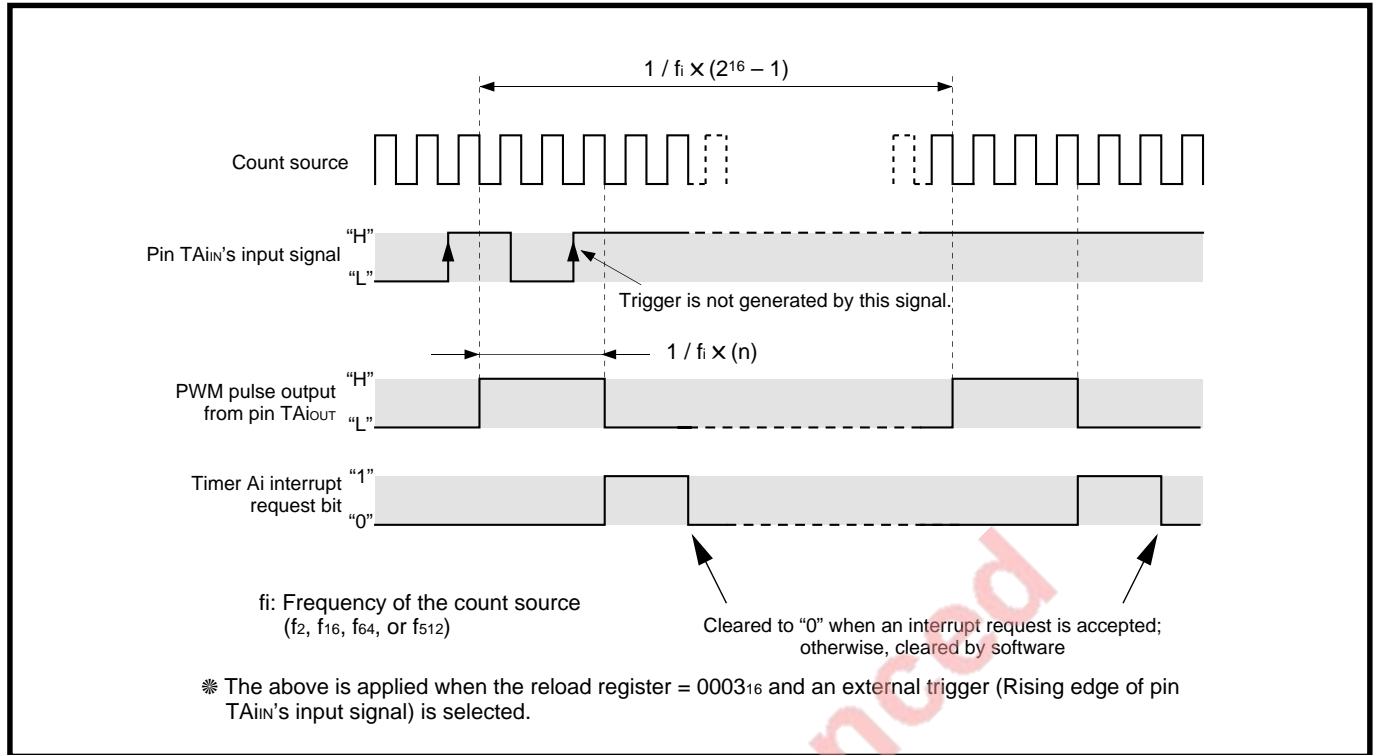 1 / fi × (2¹⁶ – 1)
Count source
Pin TAiIN's input signal
“H”
“L”
Trigger is not generated by this signal.
1 / fi × (n)
PWM pulse output
from pin TAiOUT
“H”
“L”
Timer Ai interrupt
request bit
“1”
“0”
fi: Frequency of the count source
(f2, f16, f64, or f512)
Cleared to “0” when an interrupt request is accepted;
otherwise, cleared by software
❊ The above is applied when the reload register = 000316 and an external trigger (Rising edge of pin
TAiIN's input signal) is selected.
nced